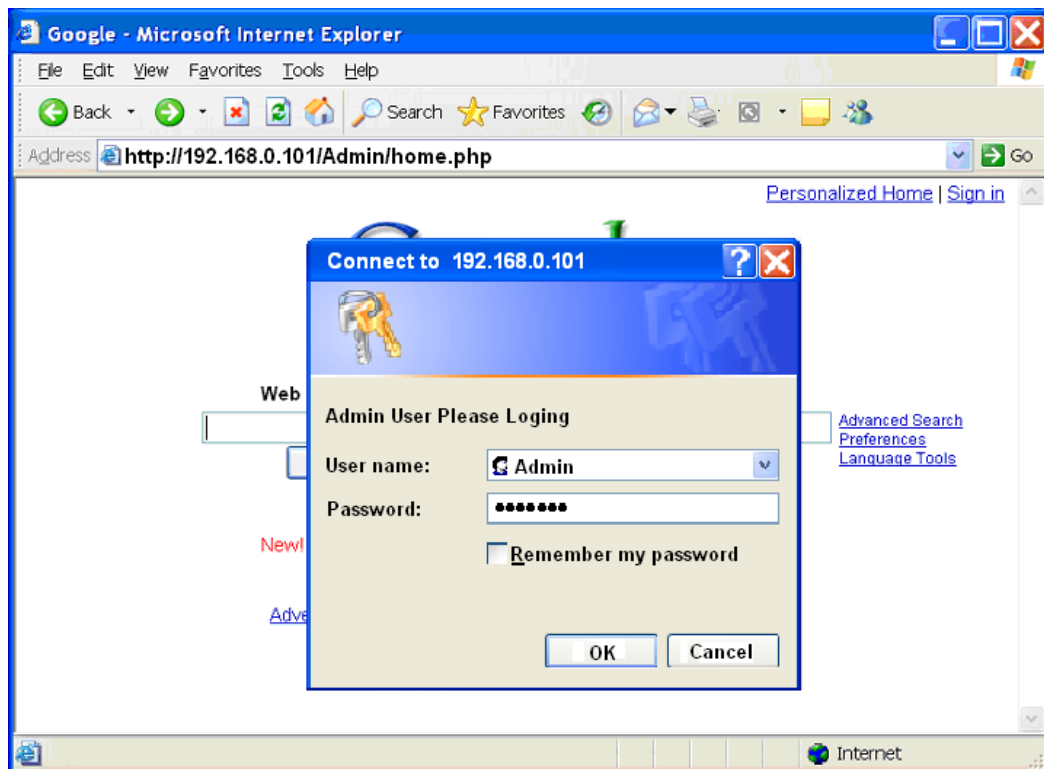 Google - Microsoft Internet Explorer
File Edit View Favorites Tools Help
Back Search Favorites
Address http://192.168.0.101/Admin/home.php Go
Personalized Home | Sign in
Connect to 192.168.0.101
Web
Admin User Please Loging
Advanced Search
Preferences
Language Tools
User name: Admin
Password: •••••••
New!
Remember my password
Adve
OK Cancel
Internet